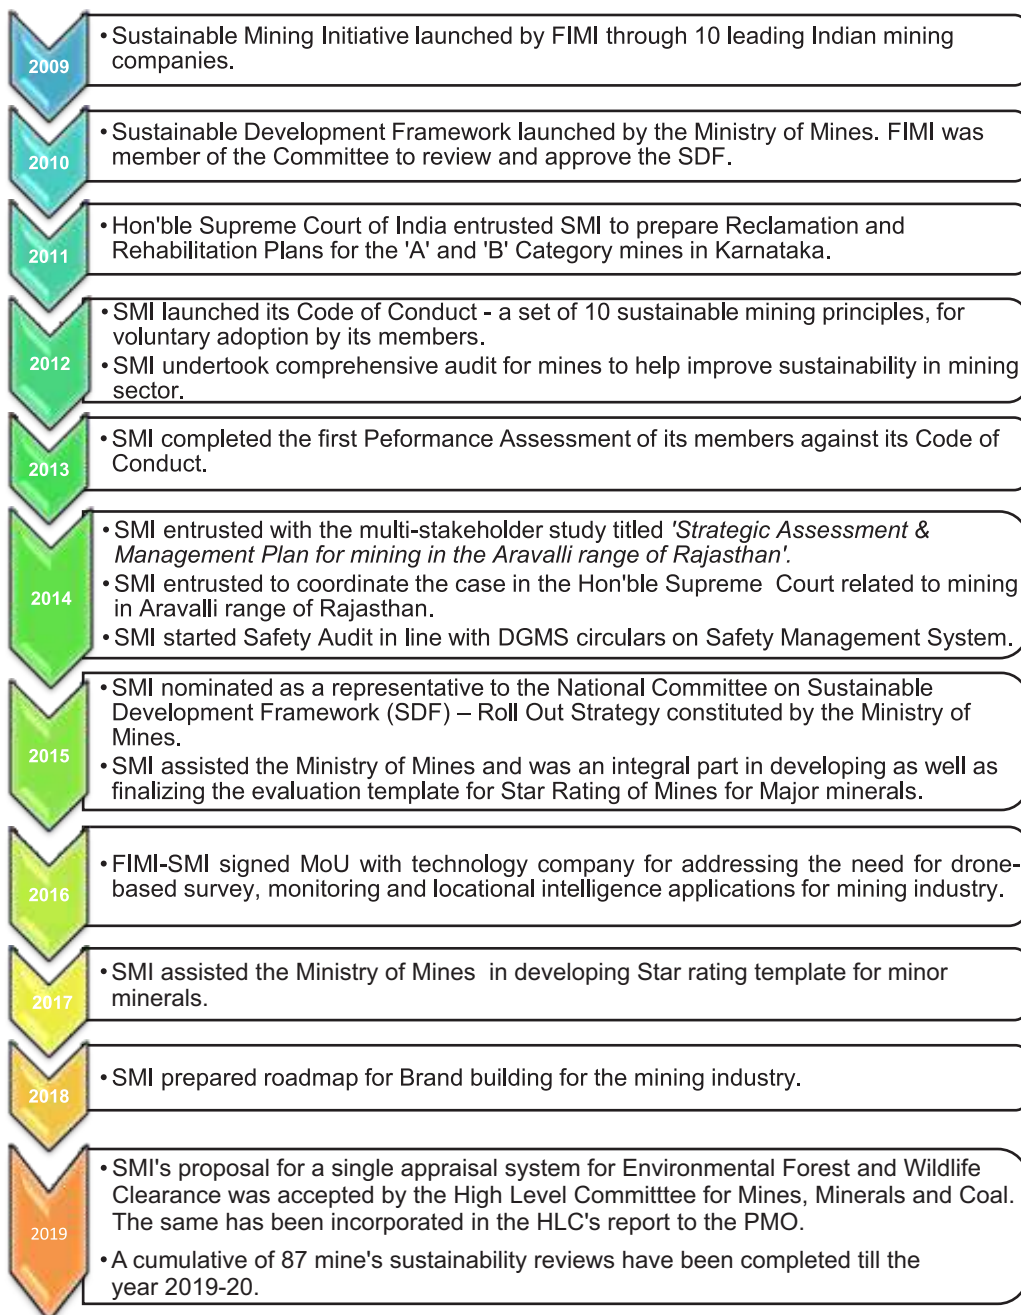 2009
• Sustainable Mining Initiative launched by FIMI through 10 leading Indian mining
companies.
2010
• Sustainable Development Framework launched by the Ministry of Mines. FIMI was
member of the Committee to review and approve the SDF.
2011
• Hon'ble Supreme Court of India entrusted SMI to prepare Reclamation and
Rehabilitation Plans for the 'A' and 'B' Category mines in Karnataka.
2012
• SMI launched its Code of Conduct - a set of 10 sustainable mining principles, for
voluntary adoption by its members.
• SMI undertook comprehensive audit for mines to help improve sustainability in mining
sector.
2013
• SMI completed the first Peformance Assessment of its members against its Code of
Conduct.
2014
• SMI entrusted with the multi-stakeholder study titled 'Strategic Assessment &
Management Plan for mining in the Aravalli range of Rajasthan'.
• SMI entrusted to coordinate the case in the Hon'ble Supreme Court related to mining
in Aravalli range of Rajasthan.
• SMI started Safety Audit in line with DGMS circulars on Safety Management System.
2015
• SMI nominated as a representative to the National Committee on Sustainable
Development Framework (SDF) – Roll Out Strategy constituted by the Ministry of
Mines.
• SMI assisted the Ministry of Mines and was an integral part in developing as well as
finalizing the evaluation template for Star Rating of Mines for Major minerals.
2016
• FIMI-SMI signed MoU with technology company for addressing the need for drone-
based survey, monitoring and locational intelligence applications for mining industry.
2017
• SMI assisted the Ministry of Mines in developing Star rating template for minor
minerals.
2018
• SMI prepared roadmap for Brand building for the mining industry.
2019
• SMI's proposal for a single appraisal system for Environmental Forest and Wildlife
Clearance was accepted by the High Level Committtee for Mines, Minerals and Coal.
The same has been incorporated in the HLC's report to the PMO.
• A cumulative of 87 mine's sustainability reviews have been completed till the
year 2019-20.